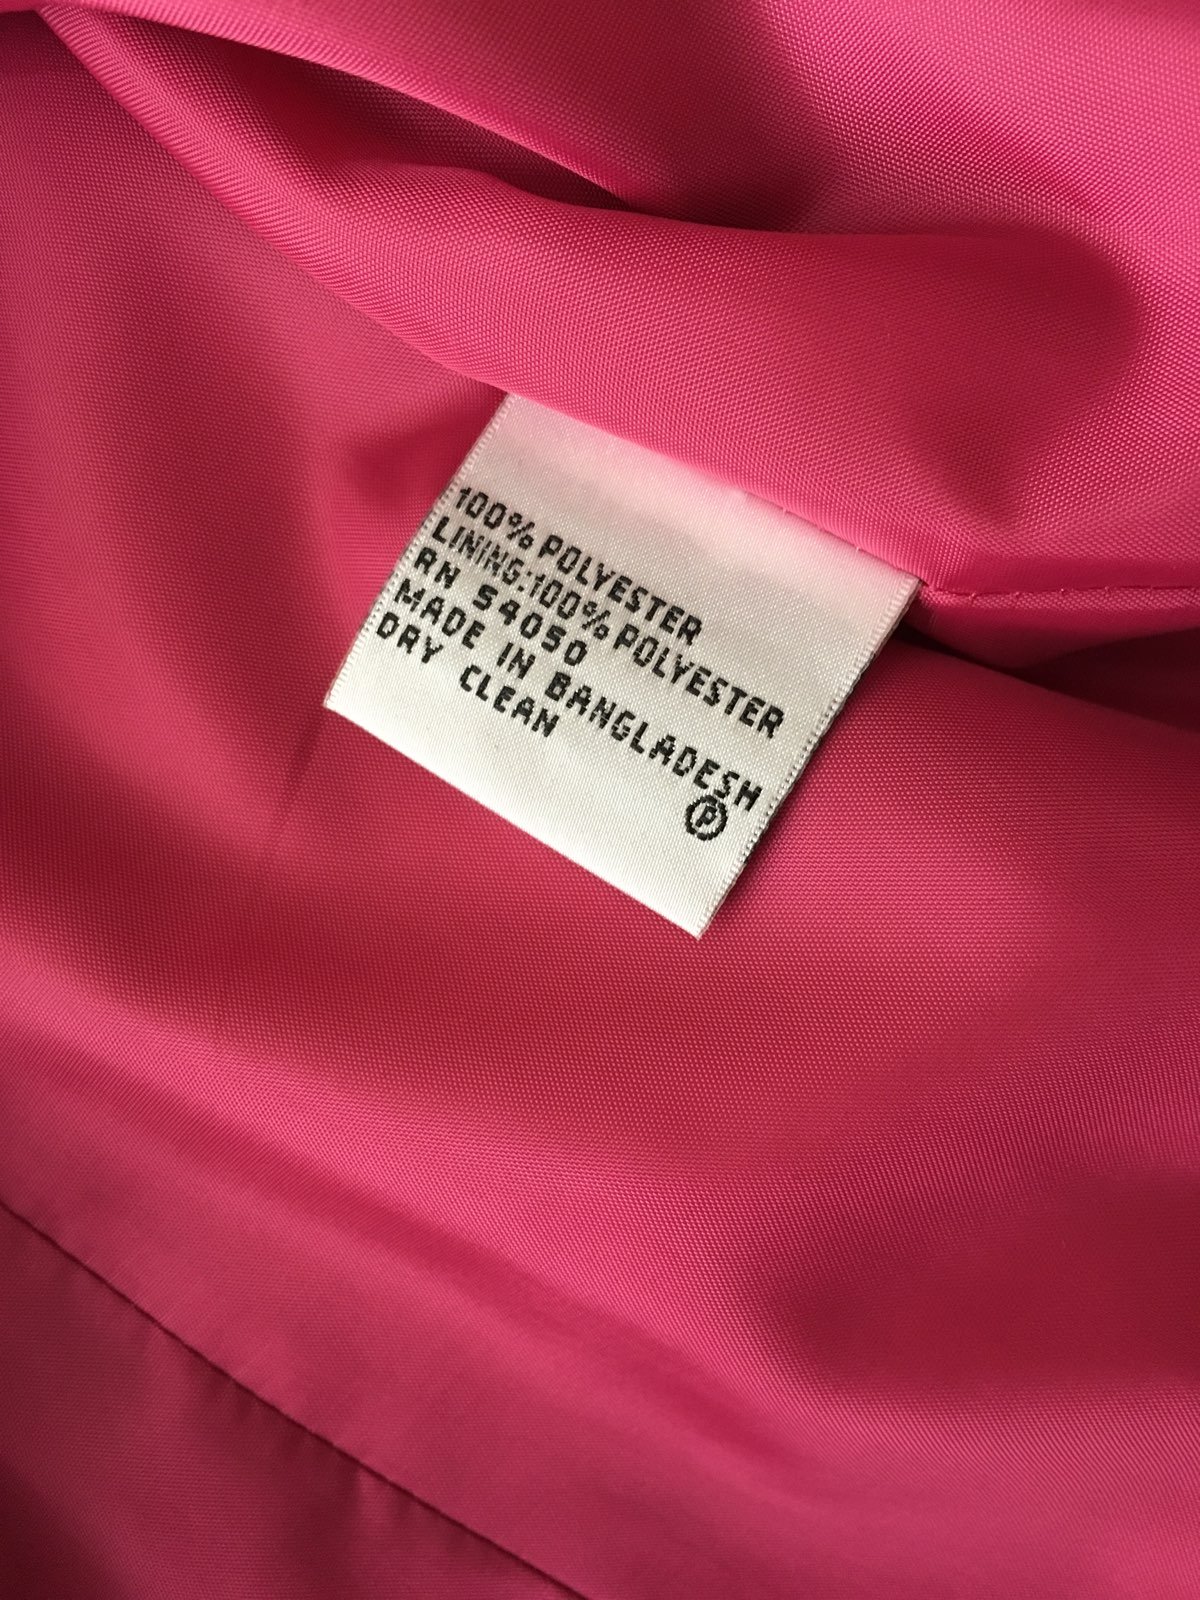 100% POLYESTER
LINING:100% POLYESTER
RN 54050
MADE IN BANGLADESH
DRY CLEAN
P